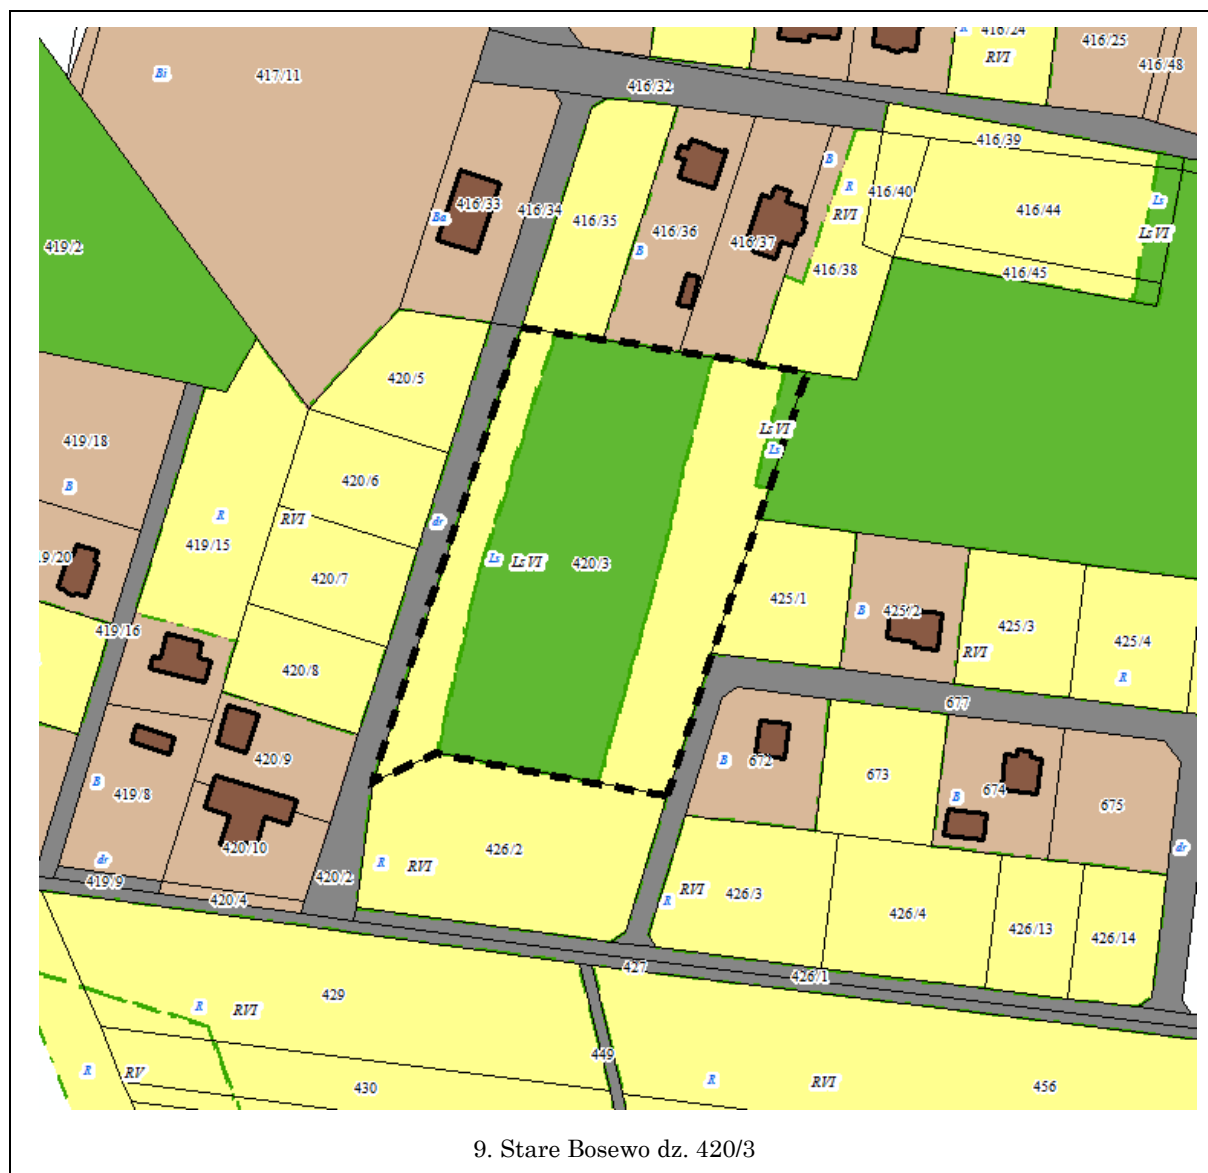 R 416/24
RVI
416/25
416/48
Bi 417/11
416/32
416/39
B
R
416/40
Ls
416/33
416/34
416/35
416/36
416/37
RVI
416/44
Ba
Ls VI
419/2
B
416/38
416/45
420/5
419/18
Ls VI
Ls
B
420/6
R
RVI
dr
419/15
9/20
Ls Ls VI 420/3
420/7
425/1
B 425/2
425/3
425/4
419/16
RVI
420/8
R
677
420/9
B 672
673
B 674
675
B
419/8
420/10
426/2
dr
dr
R RVI
419/9
420/4
420/2
RVI
R
426/3
426/4
426/13
426/14
427
426/1
429
R RVI
449
R RV
430
R RVI
456
9. Stare Bosewo dz. 420/3